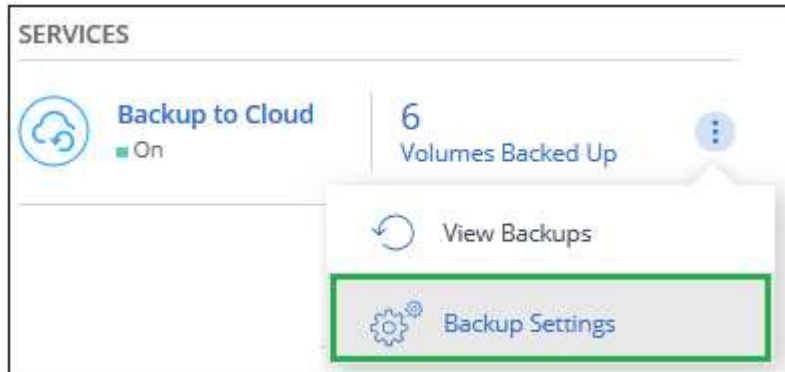 SERVICES
Backup to Cloud
On
6
Volumes Backed Up
View Backups
Backup Settings